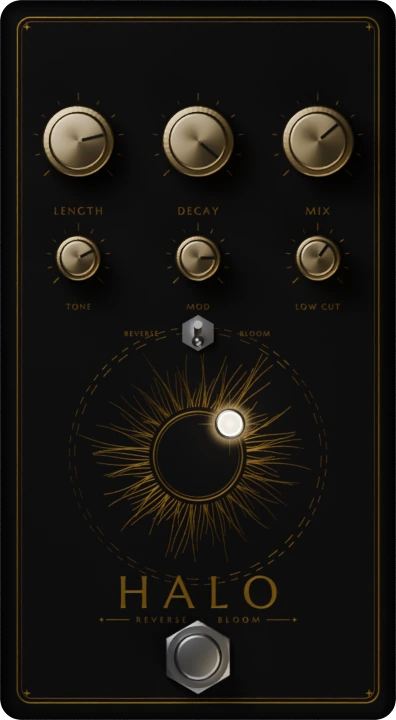 LENGTH DECAY MIX
TONE MOD LOW CUT
REVERSE BLOOM
HALO
REVERSE BLOOM